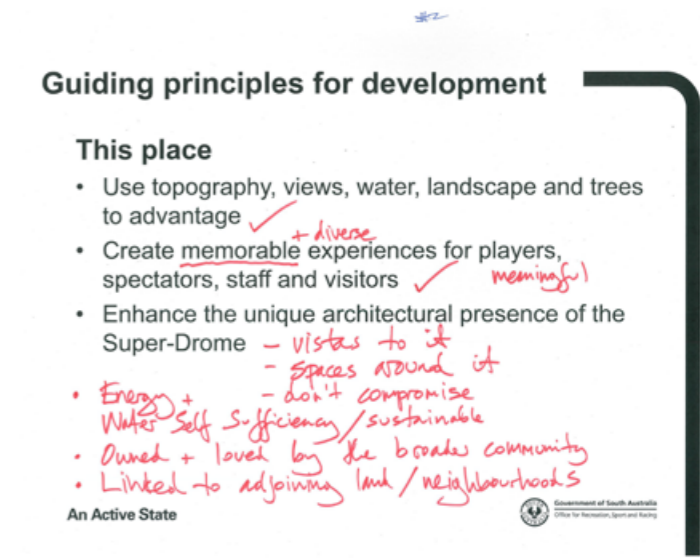 #2
Guiding principles for development
This place
• Use topography, views, water, landscape and trees
to advantage ✓
+ diverse
• Create memorable experiences for players,
spectators, staff and visitors ✓ meaningful
• Enhance the unique architectural presence of the
Super-Drome - vistas to it
- spaces around it
• Energy + - don't compromise
Water Self Sufficiency/sustainable
• Owned + loved by the broader community
• Linked to adjoining land/neighbourhoods
An Active State
Government of South Australia
Office for Recreation, Sport and Racing